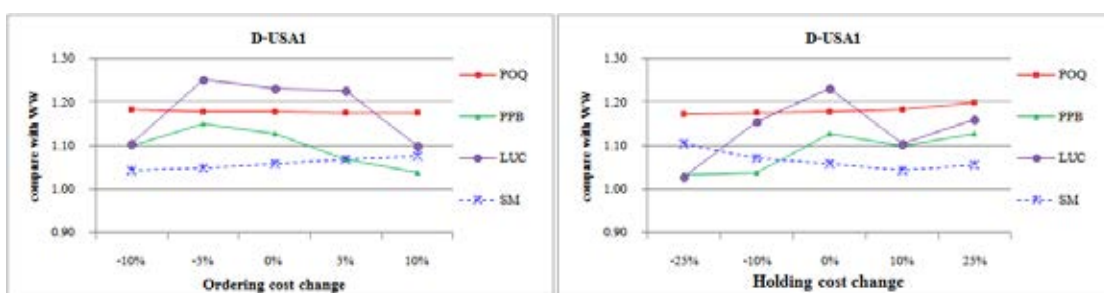 D-USA1
1.30
1.20
1.10
1.00
0.90
compare with WW
-10%
-5%
0%
5%
10%
Ordering cost change
POQ
PPB
LUC
SM
D-USA1
1.30
1.20
1.10
1.00
0.90
compare with WW
-25%
-10%
0%
10%
25%
Holding cost change
POQ
PPB
LUC
SM